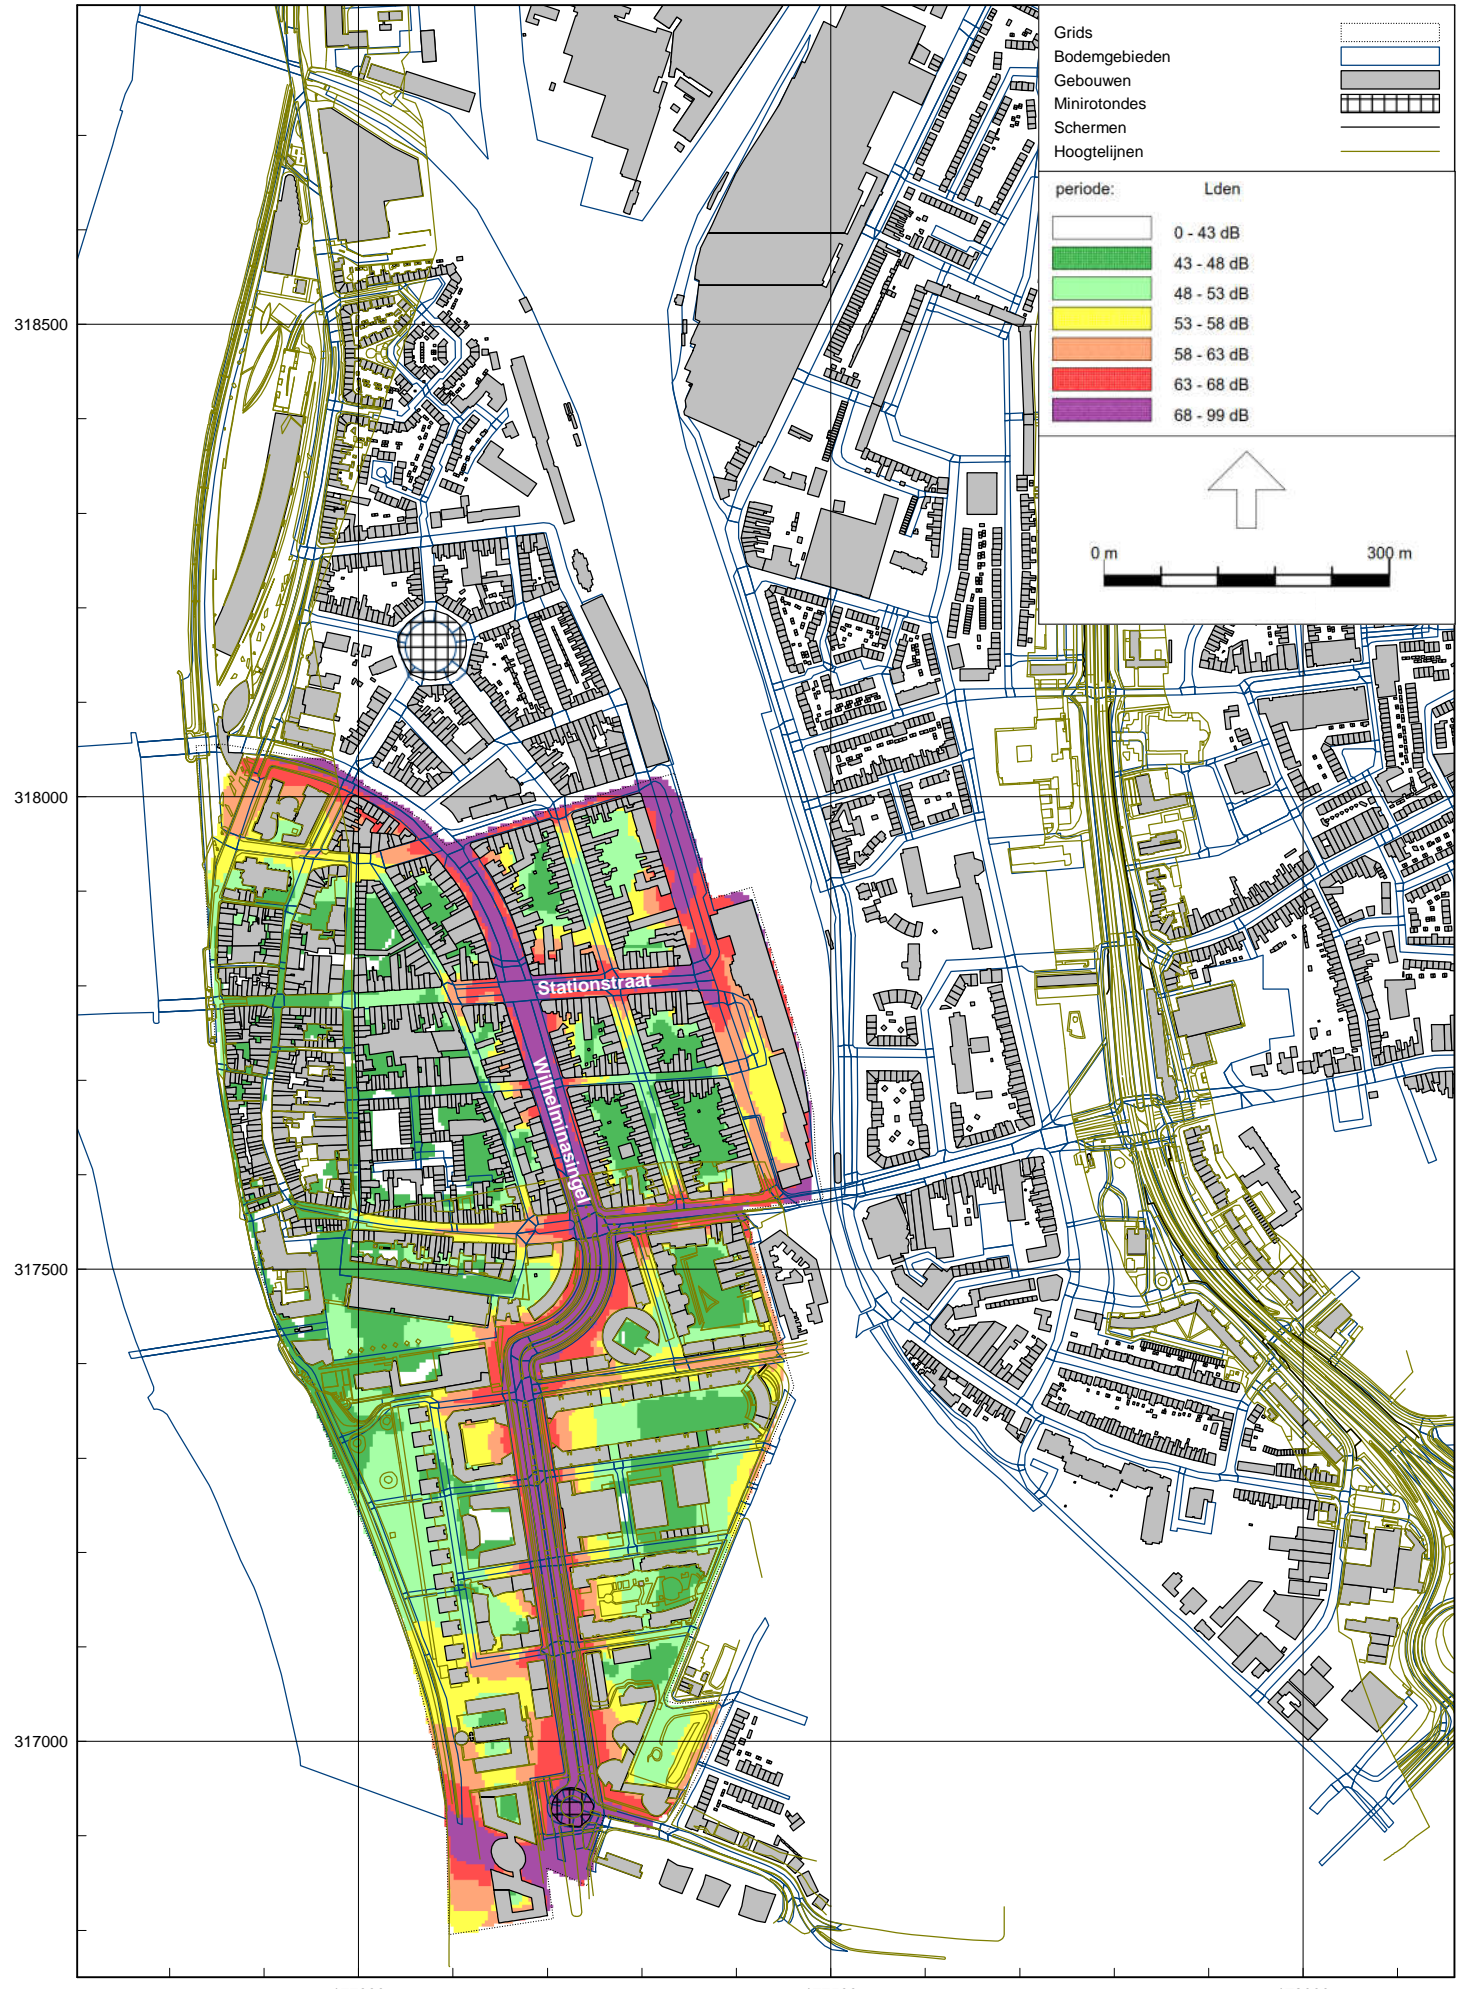 Grids
Bodemgebieden
Gebouwen
Minirotondes
Schermen
Hoogtelijnen
periode: Lden
0 - 43 dB
43 - 48 dB
48 - 53 dB
53 - 58 dB
58 - 63 dB
63 - 68 dB
68 - 99 dB
0 m 300 m
318500
318000
Stationstraat
Wilhelminasingel
317500
317000